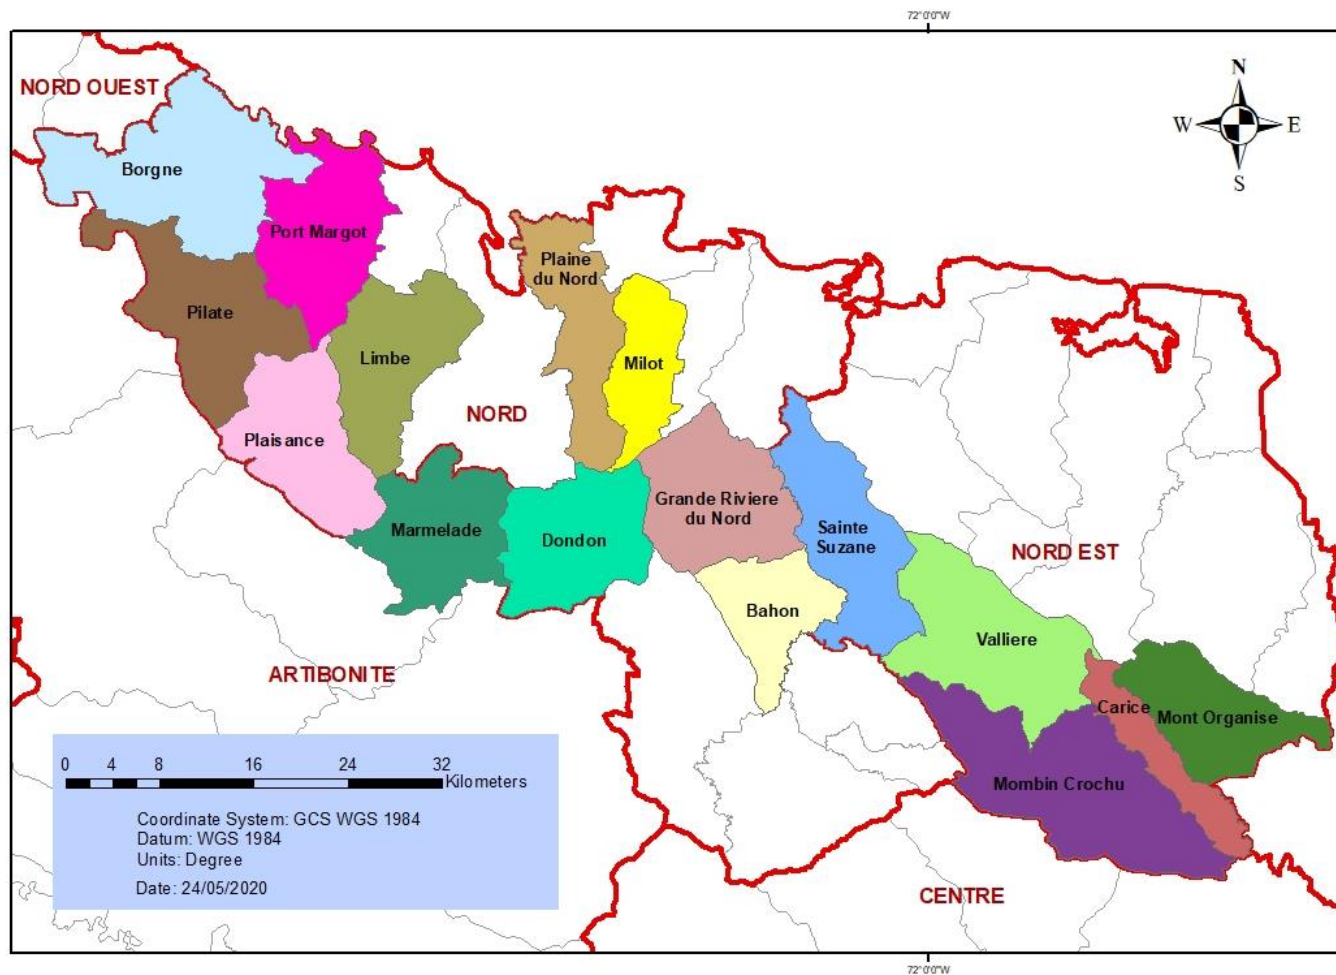 72°0'0"W
N
W
E
S
NORD OUEST
Borgne
Port Margot
Plaine
du Nord
Pilate
Limbe
Milot
NORD
Plaisance
Grande Riviere
du Nord
Marmelade
Dondon
Sainte
Suzane
NORD EST
Bahon
Valliere
ARTIBONITE
Carice
Mont Organise
Mombin Crochu
CENTRE
0 4 8 16 24 32
Kilometers
Coordinate System: GCS WGS 1984
Datum: WGS 1984
Units: Degree
Date: 24/05/2020
72°0'0"W